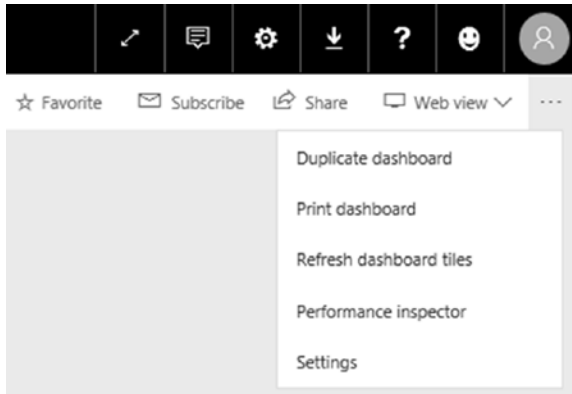 Favorite Subscribe Share Web view ...
Duplicate dashboard
Print dashboard
Refresh dashboard tiles
Performance inspector
Settings